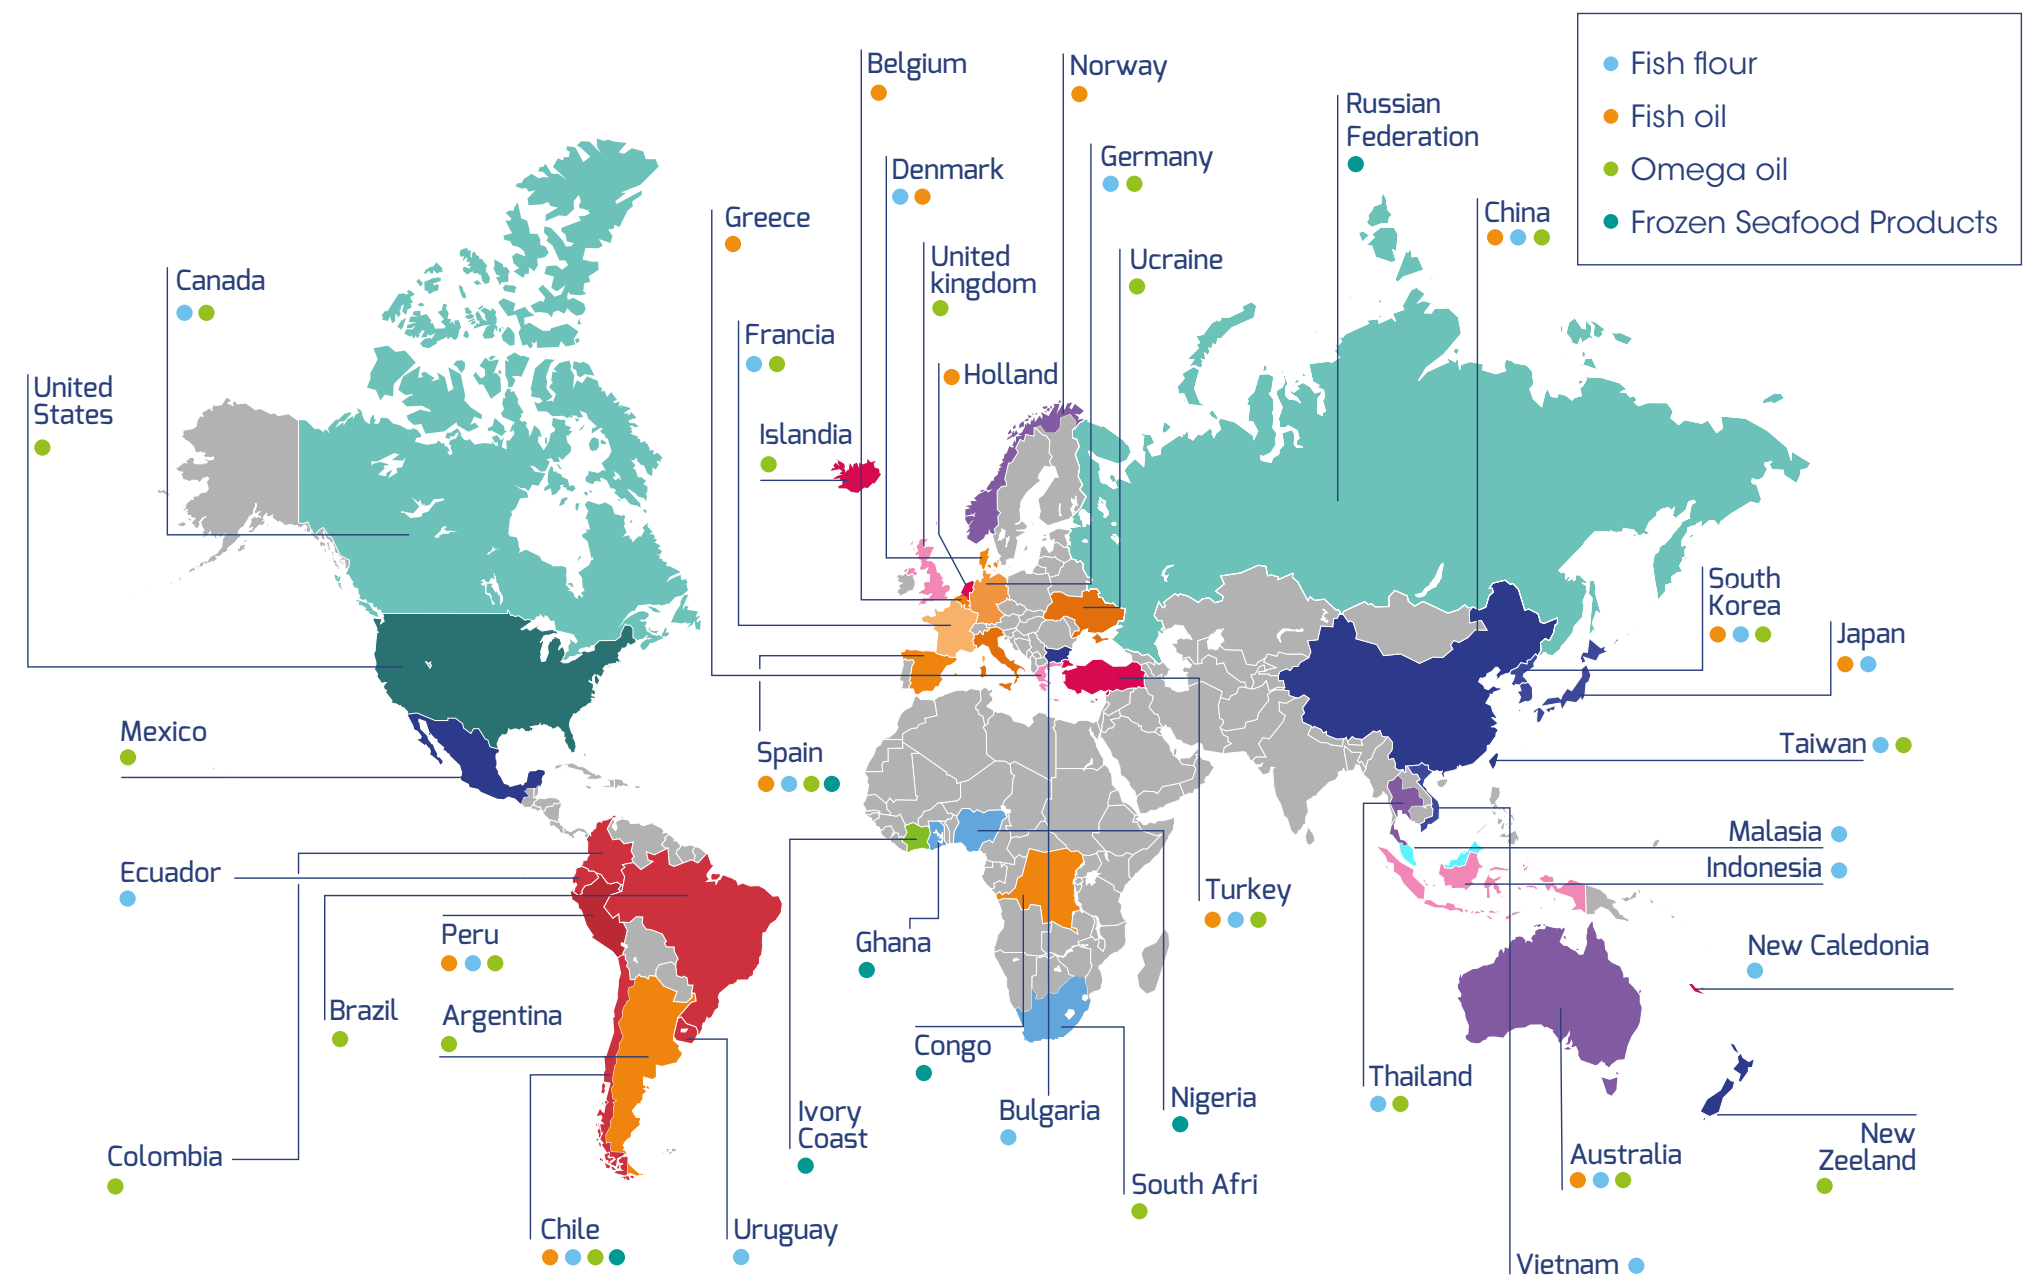 Fish flour
Fish oil
Omega oil
Frozen Seafood Products
Belgium
Norway
Russian
Federation
Denmark
Germany
Greece
China
United
kingdom
Ucraine
Canada
Francia
Holland
United
States
Islandia
South
Korea
Japan
Mexico
Spain
Taiwan
Malasia
Indonesia
Ecuador
Turkey
Peru
Ghana
New Caledonia
Brazil
Argentina
Congo
Thailand
Ivory
Coast
Bulgaria
Nigeria
New
Zeeland
Australia
Colombia
South Afri
Chile
Uruguay
Vietnam